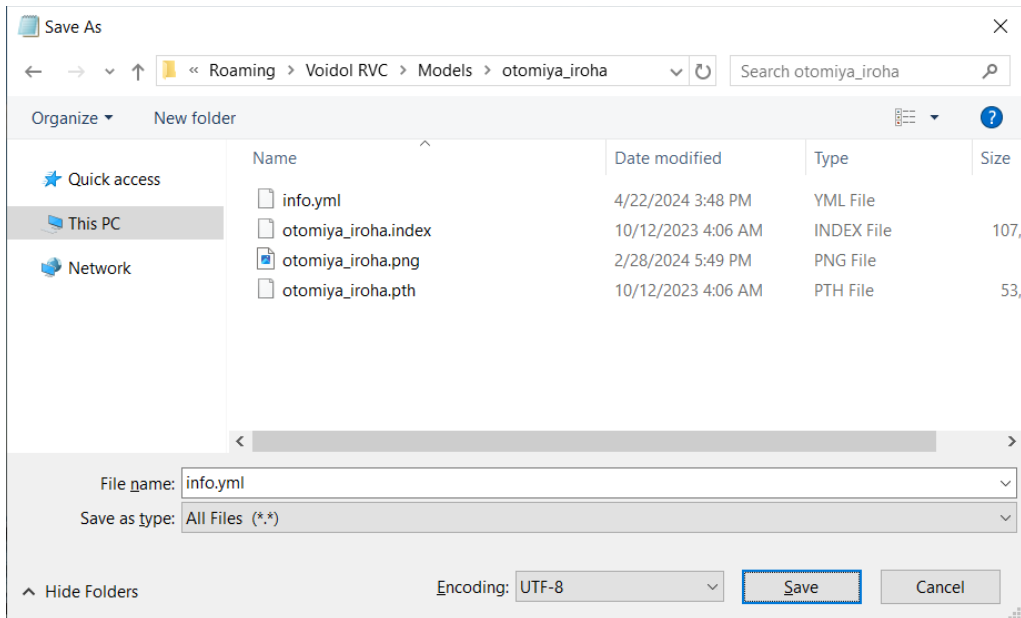 Save As
« Roaming > Voidol RVC > Models > otomiya_iroha
Search otomiya_iroha
Organize
New folder
?
Name
Date modified
Type
Size
Quick access
This PC
Network
info.yml
4/22/2024 3:48 PM
YML File
otomiya_iroha.index
10/12/2023 4:06 AM
INDEX File
107,
otomiya_iroha.png
2/28/2024 5:49 PM
PNG File
otomiya_iroha.pth
10/12/2023 4:06 AM
PTH File
53,
File name: info.yml
Save as type: All Files (*.*)
Hide Folders
Encoding: UTF-8
Save
Cancel